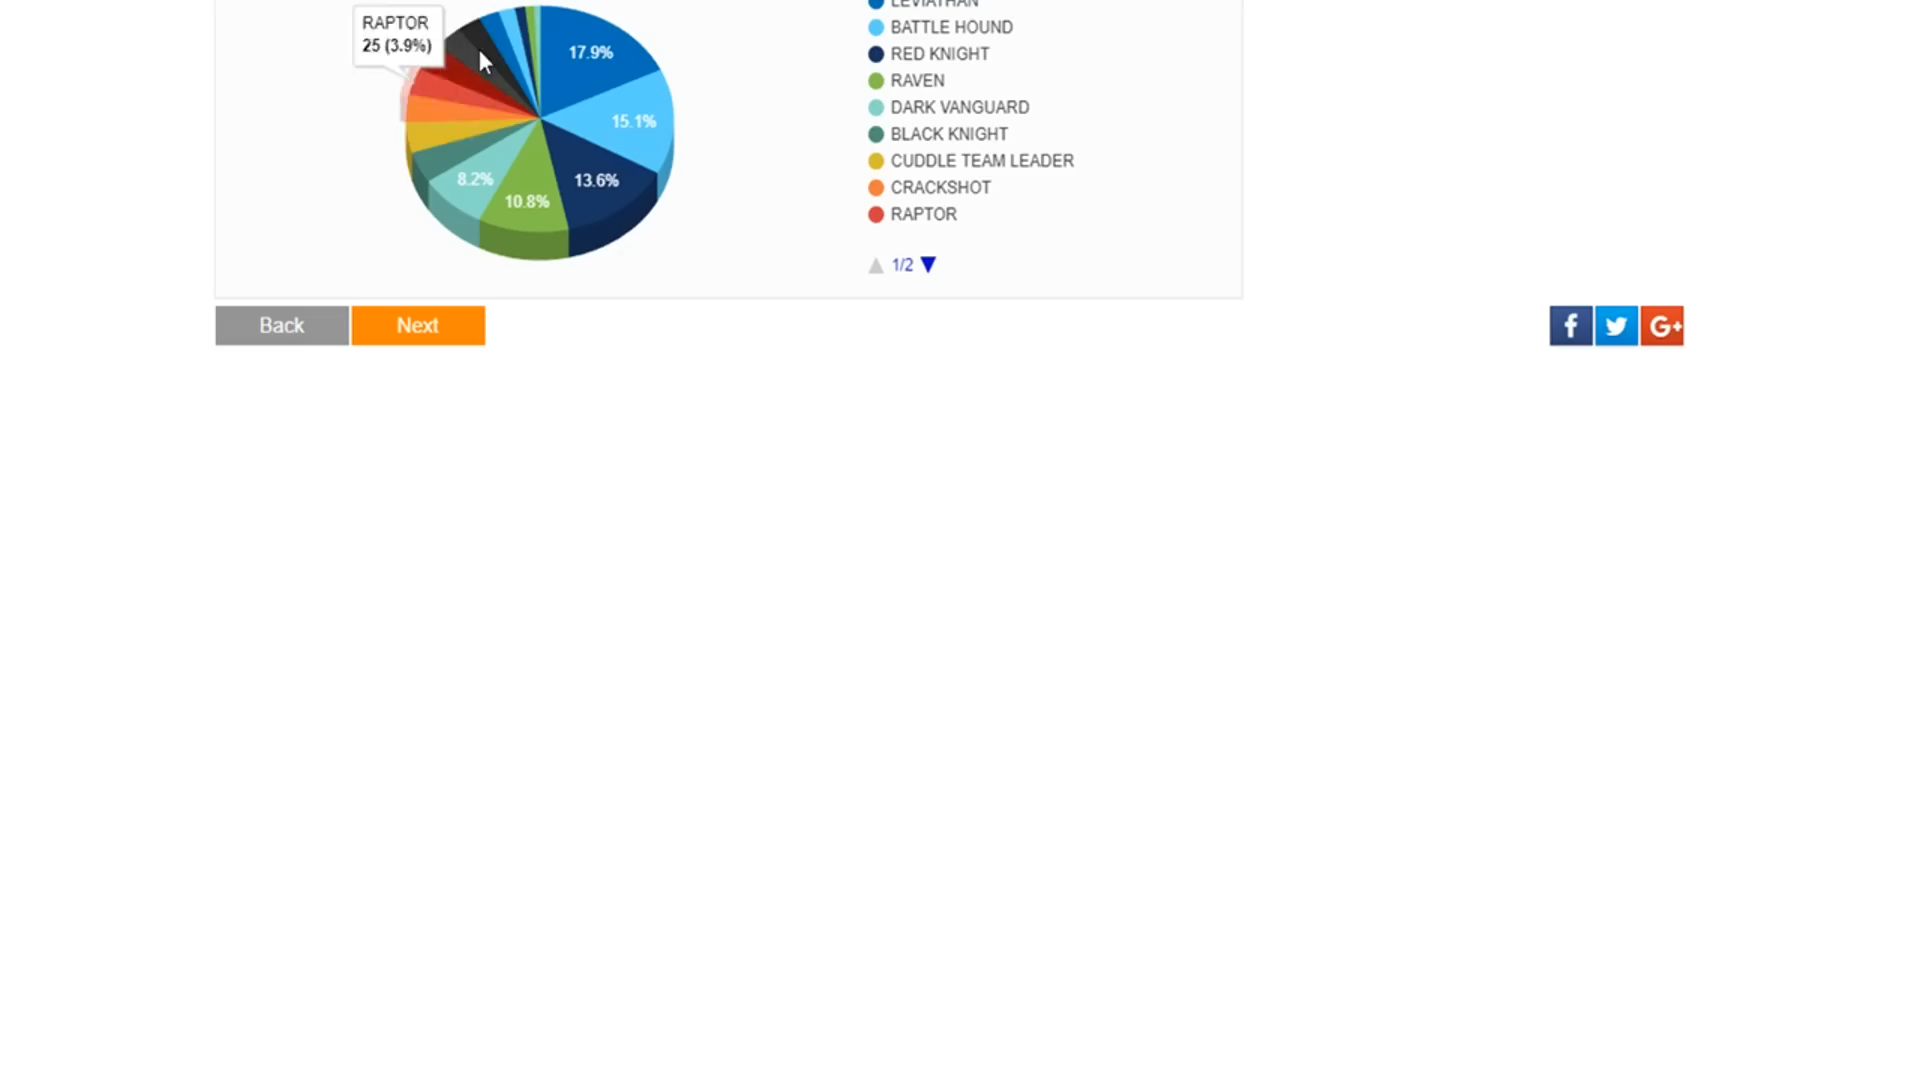 RAPTOR
25 (3.9%)
17.9%
15.1%
13.6%
10.8%
8.2%
LEVIATHAN
BATTLE HOUND
RED KNIGHT
RAVEN
DARK VANGUARD
BLACK KNIGHT
CUDDLE TEAM LEADER
CRACKSHOT
RAPTOR
1/2
Back
Next
f
G+